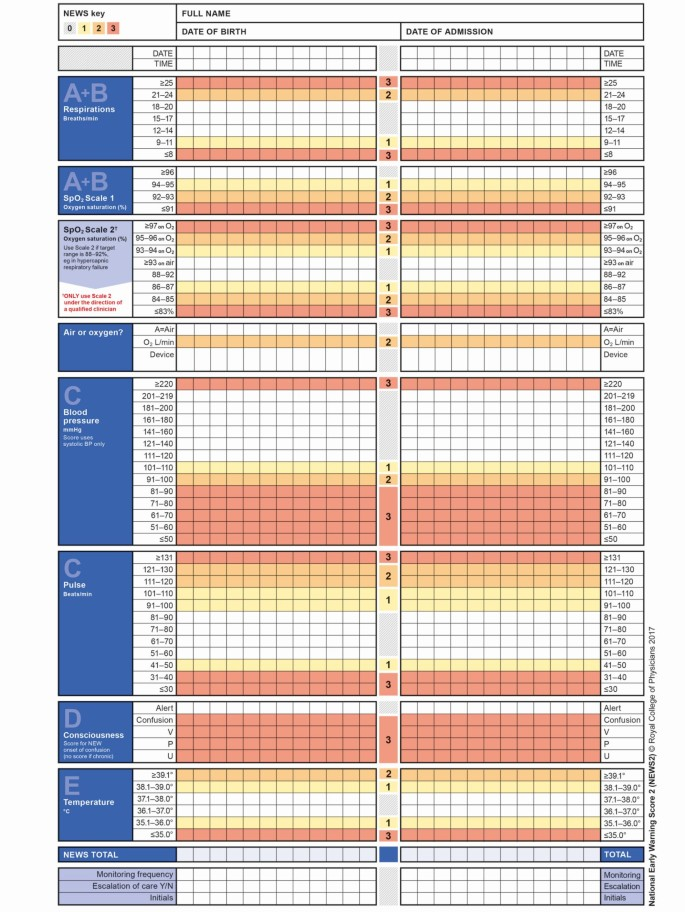 NEWS key
0 1 2 3
FULL NAME
DATE OF BIRTH
DATE OF ADMISSION
DATE DATE
TIME TIME
A+B
Respirations
Breaths/min
≥25 3 ≥25
21–24 2 21–24
18–20 18–20
15–17 15–17
12–14 12–14
9–11 1 9–11
≤8 3 ≤8
A+B
SpO₂ Scale 1
Oxygen saturation (%)
≥96 ≥96
94–95 1 94–95
92–93 2 92–93
≤91 3 ≤91
SpO₂ Scale 2†
Oxygen saturation (%)
Use Scale 2 if target
range is 88–92%,
eg in hypercapnic
respiratory failure
†ONLY use Scale 2
under the direction of
a qualified clinician
≥97 on O₂ 3 ≥97 on O₂
95–96 on O₂ 2 95–96 on O₂
93–94 on O₂ 1 93–94 on O₂
≥93 on air ≥93 on air
88–92 88–92
86–87 1 86–87
84–85 2 84–85
≤83% 3 ≤83%
Air or oxygen?
A=Air A=Air
O₂ L/min 2 O₂ L/min
Device Device
C
Blood
pressure
mmHg
Score uses
systolic BP only
≥220 3 ≥220
201–219 201–219
181–200 181–200
161–180 161–180
141–160 141–160
121–140 121–140
111–120 111–120
101–110 1 101–110
91–100 2 91–100
81–90 81–90
71–80 71–80
61–70 3 61–70
51–60 51–60
≤50 ≤50
C
Pulse
Beats/min
≥131 3 ≥131
121–130 2 121–130
111–120 111–120
101–110 1 101–110
91–100 91–100
81–90 81–90
71–80 71–80
61–70 61–70
51–60 51–60
41–50 1 41–50
31–40 3 31–40
≤30 ≤30
D
Consciousness
Score for NEW
onset of confusion
(no score if chronic)
Alert Alert
Confusion Confusion
V 3 V
P P
U U
E
Temperature
°C
≥39.1° 2 ≥39.1°
38.1–39.0° 1 38.1–39.0°
37.1–38.0° 37.1–38.0°
36.1–37.0° 36.1–37.0°
35.1–36.0° 1 35.1–36.0°
≤35.0° 3 ≤35.0°
NEWS TOTAL TOTAL
Monitoring frequency Monitoring
Escalation of care Y/N Escalation
Initials Initials
National Early Warning Score 2 (NEWS2) © Royal College of Physicians 2017